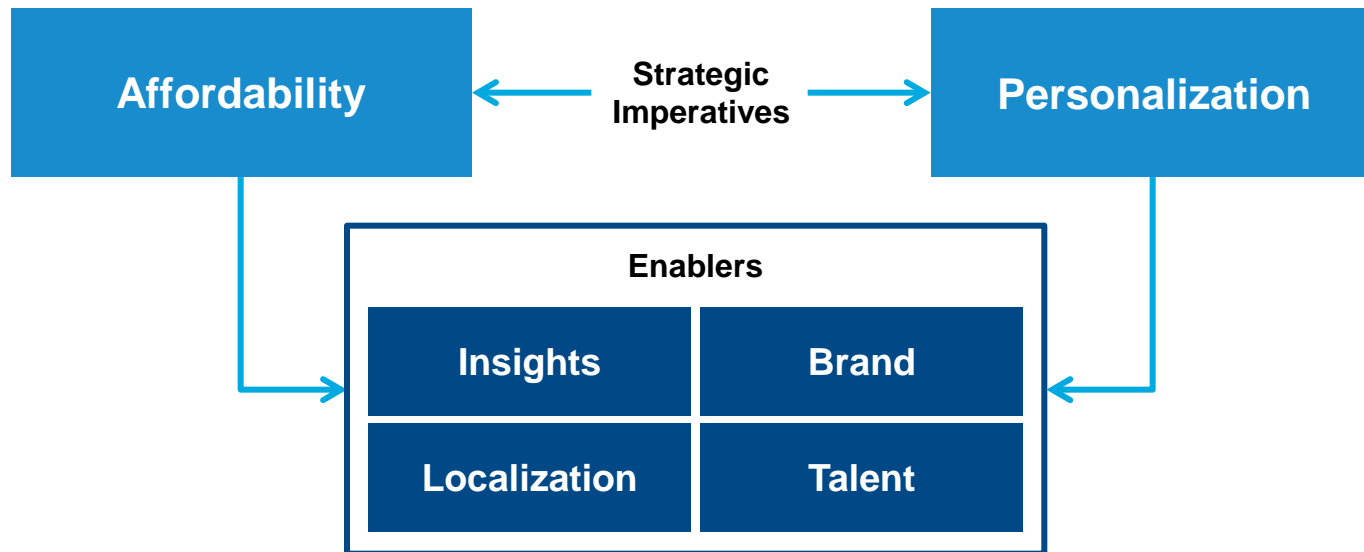 Affordability
Strategic
Imperatives
Personalization
Enablers
Insights
Brand
Localization
Talent